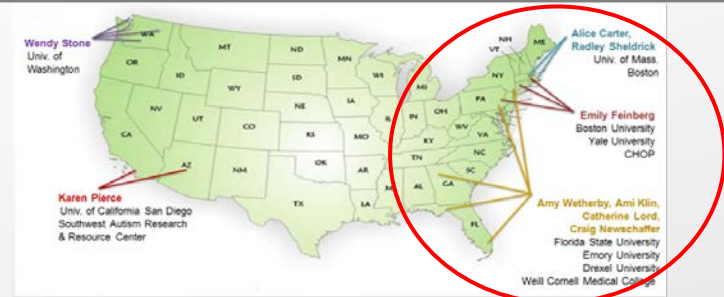 Wendy Stone
Univ. of
Washington
Karen Pierce
Univ. of California San Diego
Southwest Autism Research
& Resource Center
Alice Carter,
Radley Sheldrick
Univ. of Mass.
Boston
Emily Feinberg
Boston University
Yale University
CHOP
Amy Wetherby, Ami Klin,
Catherine Lord,
Craig Newschaffer
Florida State University
Emory University
Drexel University
Weill Cornell Medical College
WA
OR
CA
NV
ID
MT
WY
UT
AZ
CO
NM
ND
SD
NE
KS
OK
TX
MN
IA
MO
AR
LA
WI
MI
IN
OH
KY
TN
AL
GA
FL
SC
NC
VA
WV
PA
NY
VT
NH
ME